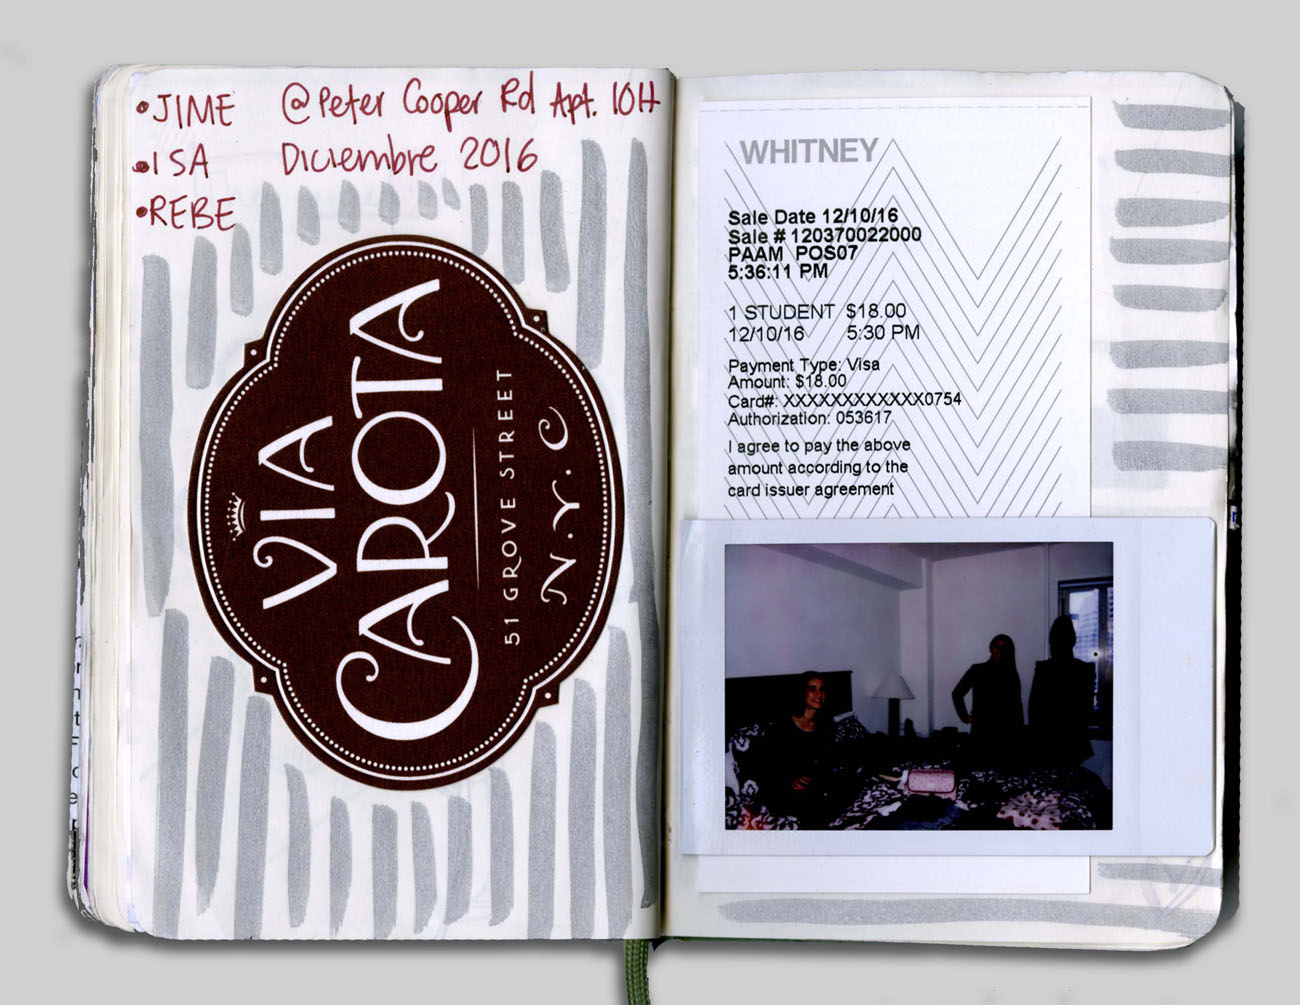 • JIME @ Peter Cooper Rd Apt. 10H
• ISA Diciembre 2016
• REBE
VIA
CAROTA
51 GROVE STREET
N.Y.C
WHITNEY
Sale Date 12/10/16
Sale # 120370022000
PAAM POS07
5:36:11 PM
1 STUDENT $18.00
12/10/16 5:30 PM
Payment Type: Visa
Amount: $18.00
Card#: XXXXXXXXXXXX0754
Authorization: 053617
I agree to pay the above
amount according to the
card issuer agreement